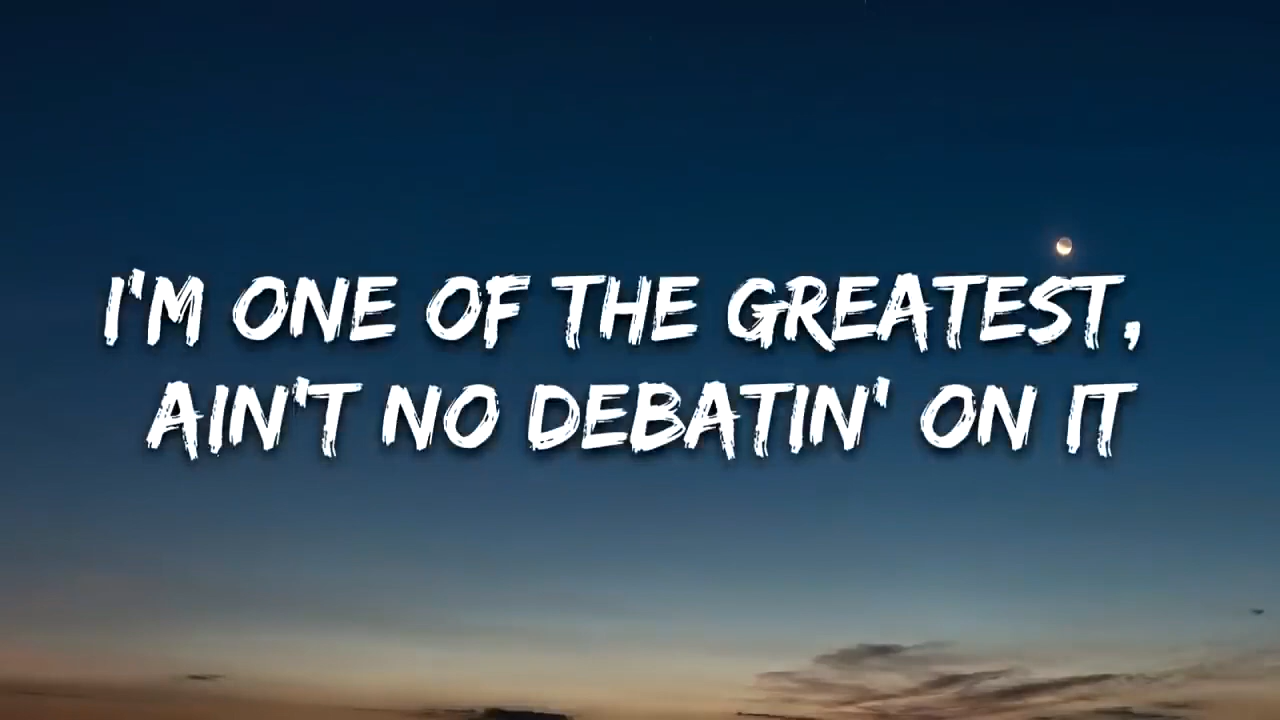 I'M ONE OF THE GREATEST,
AIN'T NO DEBATIN' ON IT